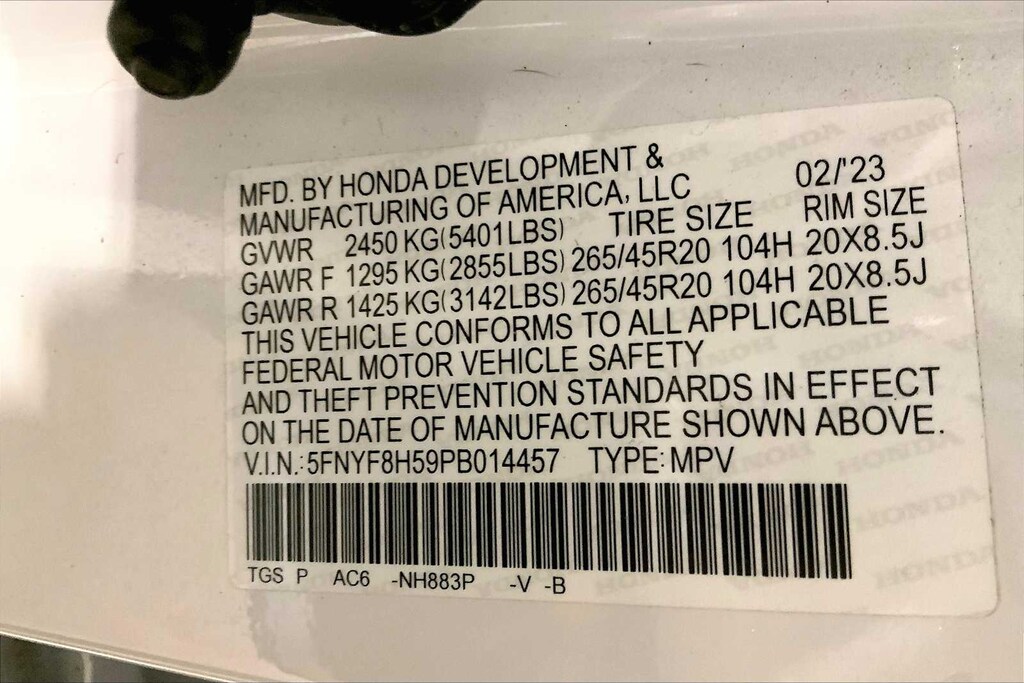 MFD. BY HONDA DEVELOPMENT &
MANUFACTURING OF AMERICA, LLC 02/'23
GVWR 2450 KG(5401LBS) TIRE SIZE RIM SIZE
GAWR F 1295 KG(2855LBS) 265/45R20 104H 20X8.5J
GAWR R 1425 KG(3142LBS) 265/45R20 104H 20X8.5J
THIS VEHICLE CONFORMS TO ALL APPLICABLE
FEDERAL MOTOR VEHICLE SAFETY
AND THEFT PREVENTION STANDARDS IN EFFECT
ON THE DATE OF MANUFACTURE SHOWN ABOVE.
V.I.N.:5FNYF8H59PB014457 TYPE:MPV
TGS P AC6 -NH883P -V -B